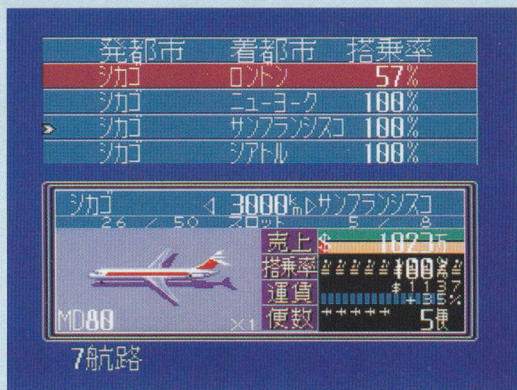 発都市 着都市 搭乗率
シカゴ ロンドン 57%
シカゴ ニューヨーク 100%
シカゴ サンフランシスコ 100%
シカゴ シアトル 100%
シカゴ ◁ 3000km▷サンフランシスコ
26 / 50 スロット 5 / 8
売上 $ 1023万
搭乗率 100%
運賃 $1137
+35%
MD80 ×1 便数 5便
7航路